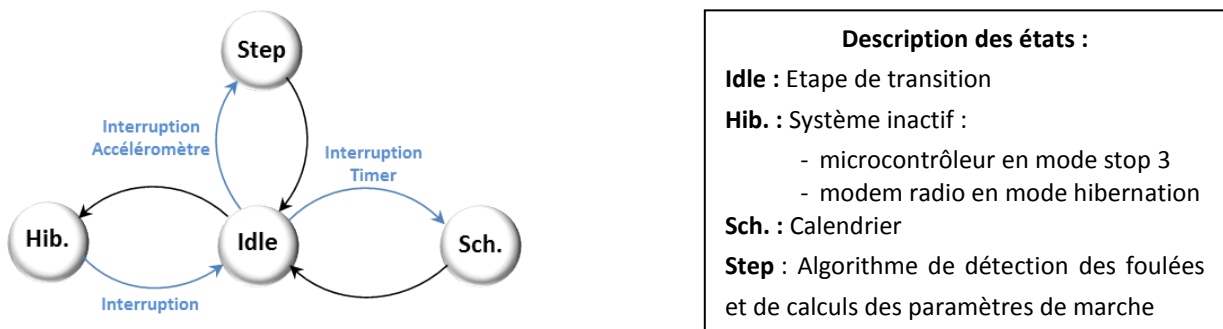 Step
Interruption
Accéléromètre
Interruption
Timer
Hib.
Idle
Sch.
Interruption
Description des états :
Idle : Etape de transition
Hib. : Système inactif :
- microcontrôleur en mode stop 3
- modem radio en mode hibernation
Sch. : Calendrier
Step : Algorithme de détection des foulées
et de calculs des paramètres de marche